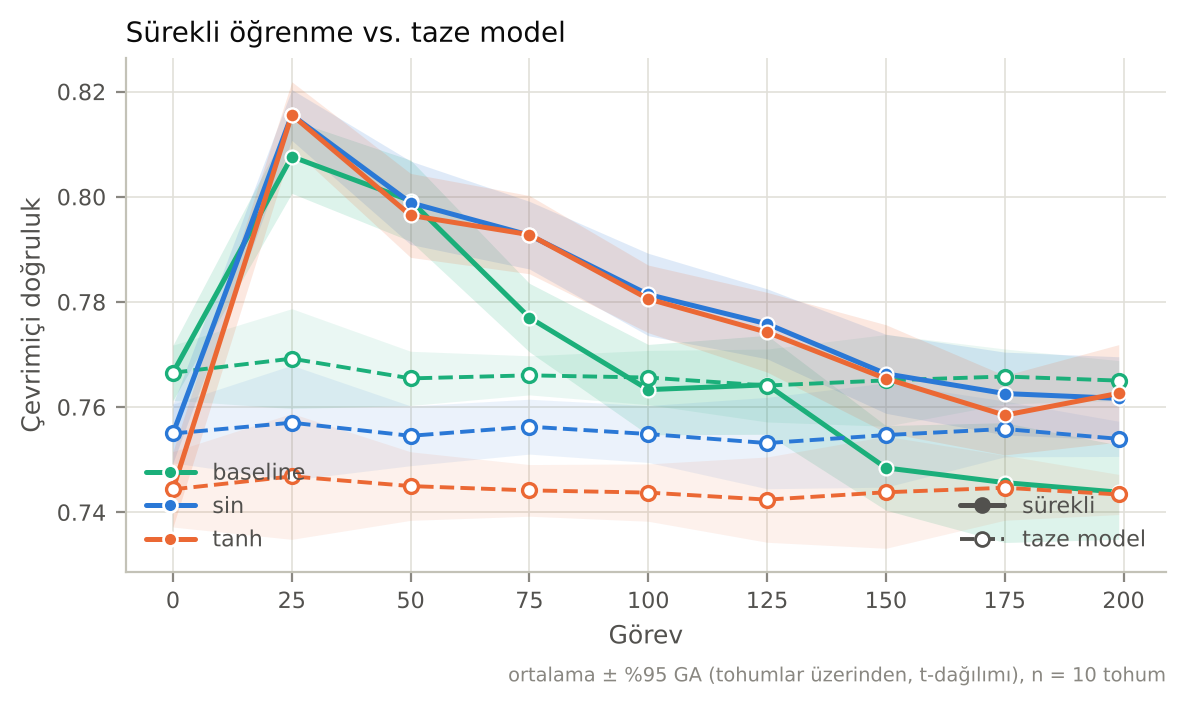 Sürekli öğrenme vs. taze model
Çevrimiçi doğruluk
0.82
0.80
0.78
0.76
0.74
baseline
sin
tanh
sürekli
taze model
0 25 50 75 100 125 150 175 200
Görev
ortalama ± %95 GA (tohumlar üzerinden, t-dağılımı), n = 10 tohum